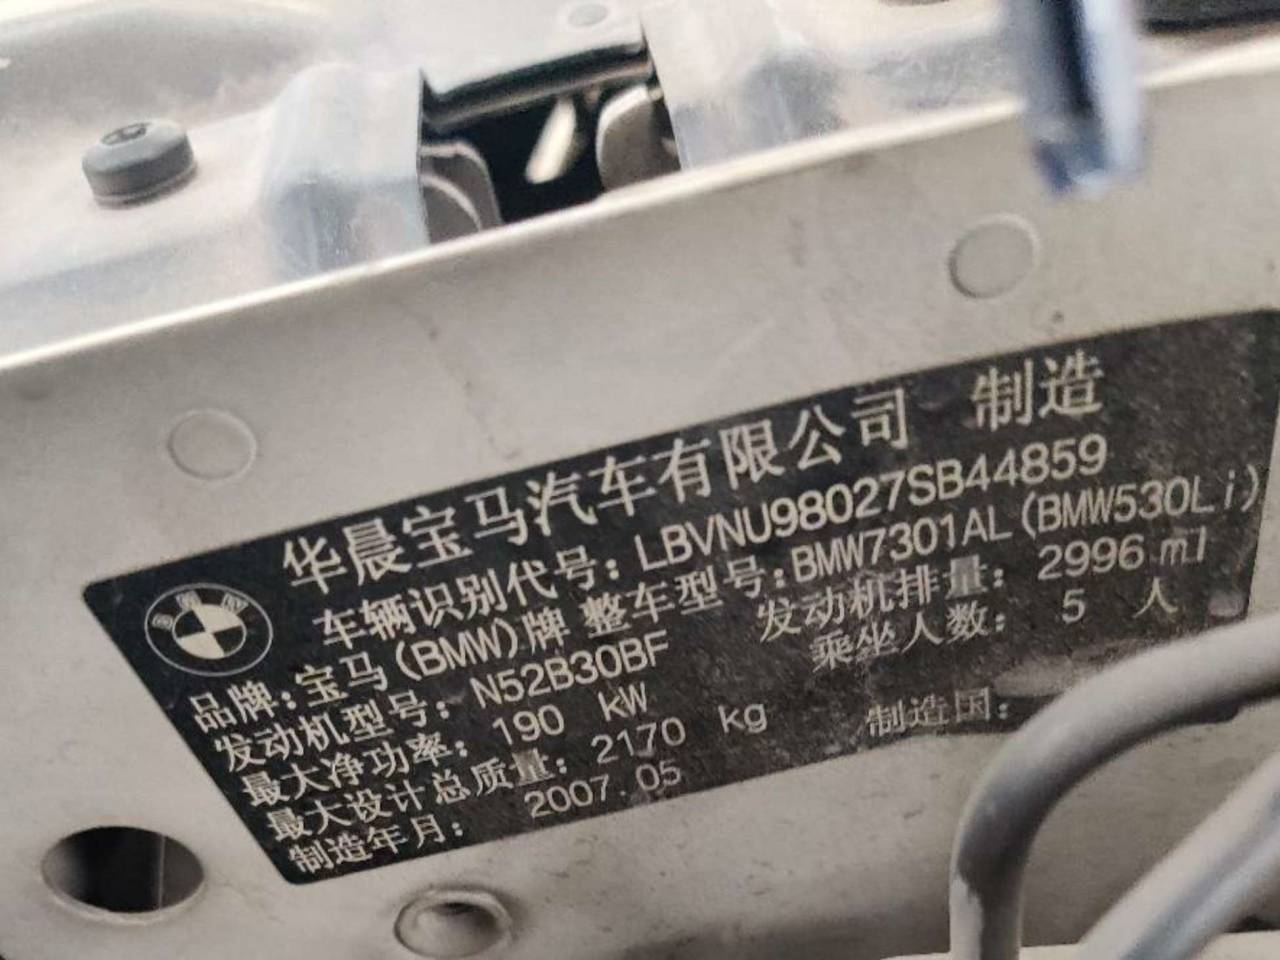 华晨宝马汽车有限公司 制造
车辆识别代号: LBVNU98027SB44859
品牌: 宝马(BMW)牌 整车型号: BMW7301AL(BMW530Li)
发动机型号: N52B30BF 发动机排量: 2996 ml
最大净功率: 190 kW 乘坐人数: 5 人
最大设计总质量: 2170 kg
制造年月: 2007.05 制造国: